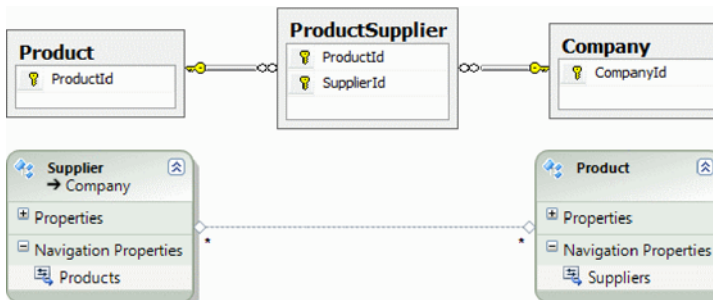 Product
ProductId
ProductSupplier
ProductId
SupplierId
Company
CompanyId
Supplier
→ Company
Properties
Navigation Properties
Products
*
*
Product
Properties
Navigation Properties
Suppliers